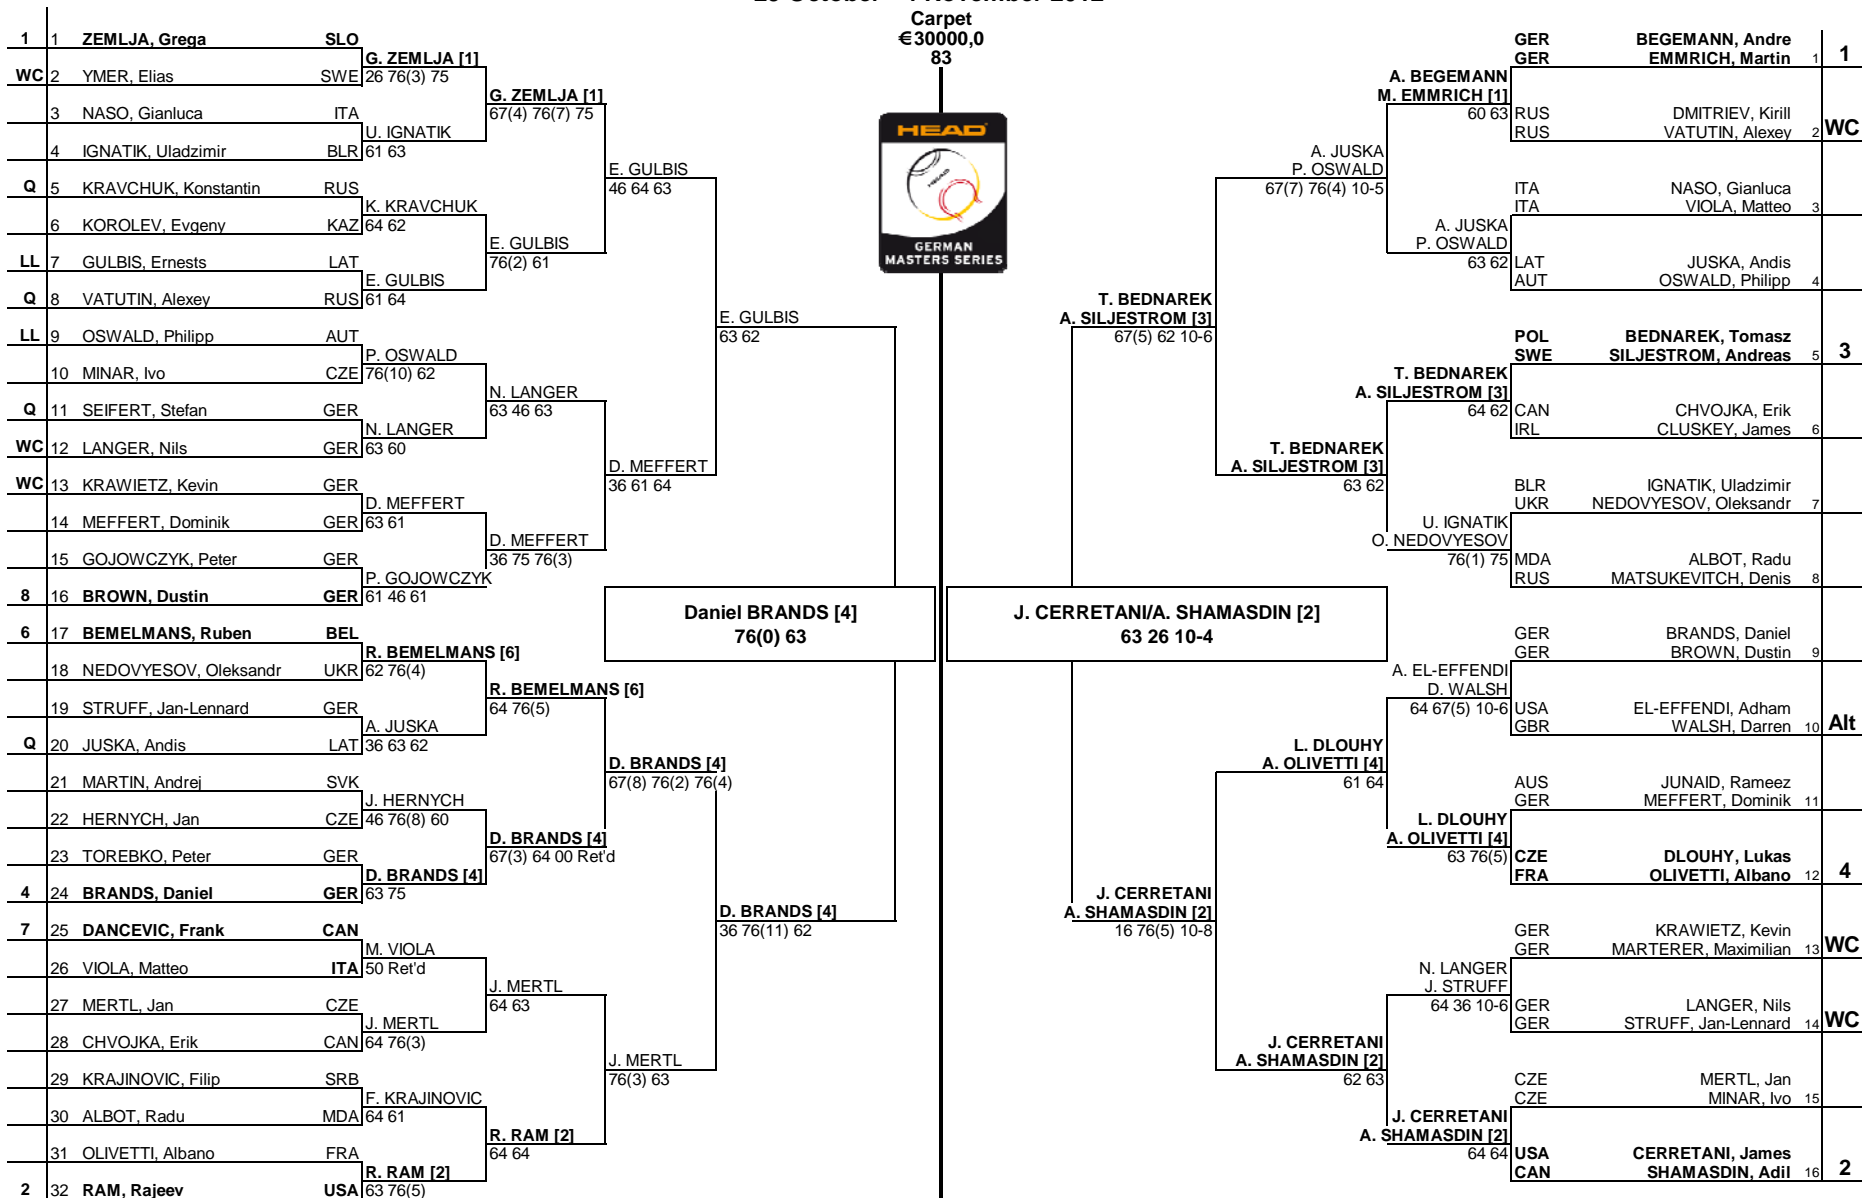 Carpet
€30000,0
83
HEAD
HEAD
GERMAN
MASTERS SERIES
1 1 ZEMLJA, Grega SLO
G. ZEMLJA [1]
WC 2 YMER, Elias SWE 26 76(3) 75
G. ZEMLJA [1]
3 NASO, Gianluca ITA 67(4) 76(7) 75
U. IGNATIK
4 IGNATIK, Uladzimir BLR 61 63
E. GULBIS
Q 5 KRAVCHUK, Konstantin RUS 46 64 63
K. KRAVCHUK
6 KOROLEV, Evgeny KAZ 64 62
E. GULBIS
LL 7 GULBIS, Ernests LAT 76(2) 61
E. GULBIS
Q 8 VATUTIN, Alexey RUS 61 64
E. GULBIS
LL 9 OSWALD, Philipp AUT 63 62
P. OSWALD
10 MINAR, Ivo CZE 76(10) 62
N. LANGER
Q 11 SEIFERT, Stefan GER 63 46 63
N. LANGER
WC 12 LANGER, Nils GER 63 60
D. MEFFERT
WC 13 KRAWIETZ, Kevin GER 36 61 64
D. MEFFERT
14 MEFFERT, Dominik GER 63 61
D. MEFFERT
15 GOJOWCZYK, Peter GER 36 75 76(3)
P. GOJOWCZYK
8 16 BROWN, Dustin GER 61 46 61
Daniel BRANDS [4]
76(0) 63
6 17 BEMELMANS, Ruben BEL
R. BEMELMANS [6]
18 NEDOVYESOV, Oleksandr UKR 62 76(4)
R. BEMELMANS [6]
19 STRUFF, Jan-Lennard GER 64 76(5)
A. JUSKA
Q 20 JUSKA, Andis LAT 36 63 62
D. BRANDS [4]
21 MARTIN, Andrej SVK 67(8) 76(2) 76(4)
J. HERNYCH
22 HERNYCH, Jan CZE 46 76(8) 60
D. BRANDS [4]
23 TOREBKO, Peter GER 67(3) 64 00 Ret'd
D. BRANDS [4]
4 24 BRANDS, Daniel GER 63 75
D. BRANDS [4]
7 25 DANCEVIC, Frank CAN 36 76(11) 62
M. VIOLA
26 VIOLA, Matteo ITA 50 Ret'd
J. MERTL
27 MERTL, Jan CZE 64 63
J. MERTL
28 CHVOJKA, Erik CAN 64 76(3)
J. MERTL
29 KRAJINOVIC, Filip SRB 76(3) 63
F. KRAJINOVIC
30 ALBOT, Radu MDA 64 61
R. RAM [2]
31 OLIVETTI, Albano FRA 64 64
R. RAM [2]
2 32 RAM, Rajeev USA 63 76(5)
GER BEGEMANN, Andre
GER EMMRICH, Martin 1 1
A. BEGEMANN
M. EMMRICH [1]
60 63 RUS DMITRIEV, Kirill
RUS VATUTIN, Alexey 2 WC
A. JUSKA
P. OSWALD
67(7) 76(4) 10-5
ITA NASO, Gianluca
ITA VIOLA, Matteo 3
A. JUSKA
P. OSWALD
63 62 LAT JUSKA, Andis
AUT OSWALD, Philipp 4
T. BEDNAREK
A. SILJESTROM [3]
67(5) 62 10-6
POL BEDNAREK, Tomasz
SWE SILJESTROM, Andreas 5 3
T. BEDNAREK
A. SILJESTROM [3]
64 62 CAN CHVOJKA, Erik
IRL CLUSKEY, James 6
T. BEDNAREK
A. SILJESTROM [3]
63 62
BLR IGNATIK, Uladzimir
UKR NEDOVYESOV, Oleksandr 7
U. IGNATIK
O. NEDOVYESOV
76(1) 75 MDA ALBOT, Radu
RUS MATSUKEVITCH, Denis 8
J. CERRETANI/A. SHAMASDIN [2]
63 26 10-4
GER BRANDS, Daniel
GER BROWN, Dustin 9
A. EL-EFFENDI
D. WALSH
64 67(5) 10-6 USA EL-EFFENDI, Adham
GBR WALSH, Darren 10 Alt
L. DLOUHY
A. OLIVETTI [4]
61 64
AUS JUNAID, Rameez
GER MEFFERT, Dominik 11
L. DLOUHY
A. OLIVETTI [4]
63 76(5) CZE DLOUHY, Lukas
FRA OLIVETTI, Albano 12 4
J. CERRETANI
A. SHAMASDIN [2]
16 76(5) 10-8
GER KRAWIETZ, Kevin
GER MARTERER, Maximilian 13 WC
N. LANGER
J. STRUFF
64 36 10-6 GER LANGER, Nils
GER STRUFF, Jan-Lennard 14 WC
J. CERRETANI
A. SHAMASDIN [2]
62 63
CZE MERTL, Jan
CZE MINAR, Ivo 15
J. CERRETANI
A. SHAMASDIN [2]
64 64 USA CERRETANI, James
CAN SHAMASDIN, Adil 16 2